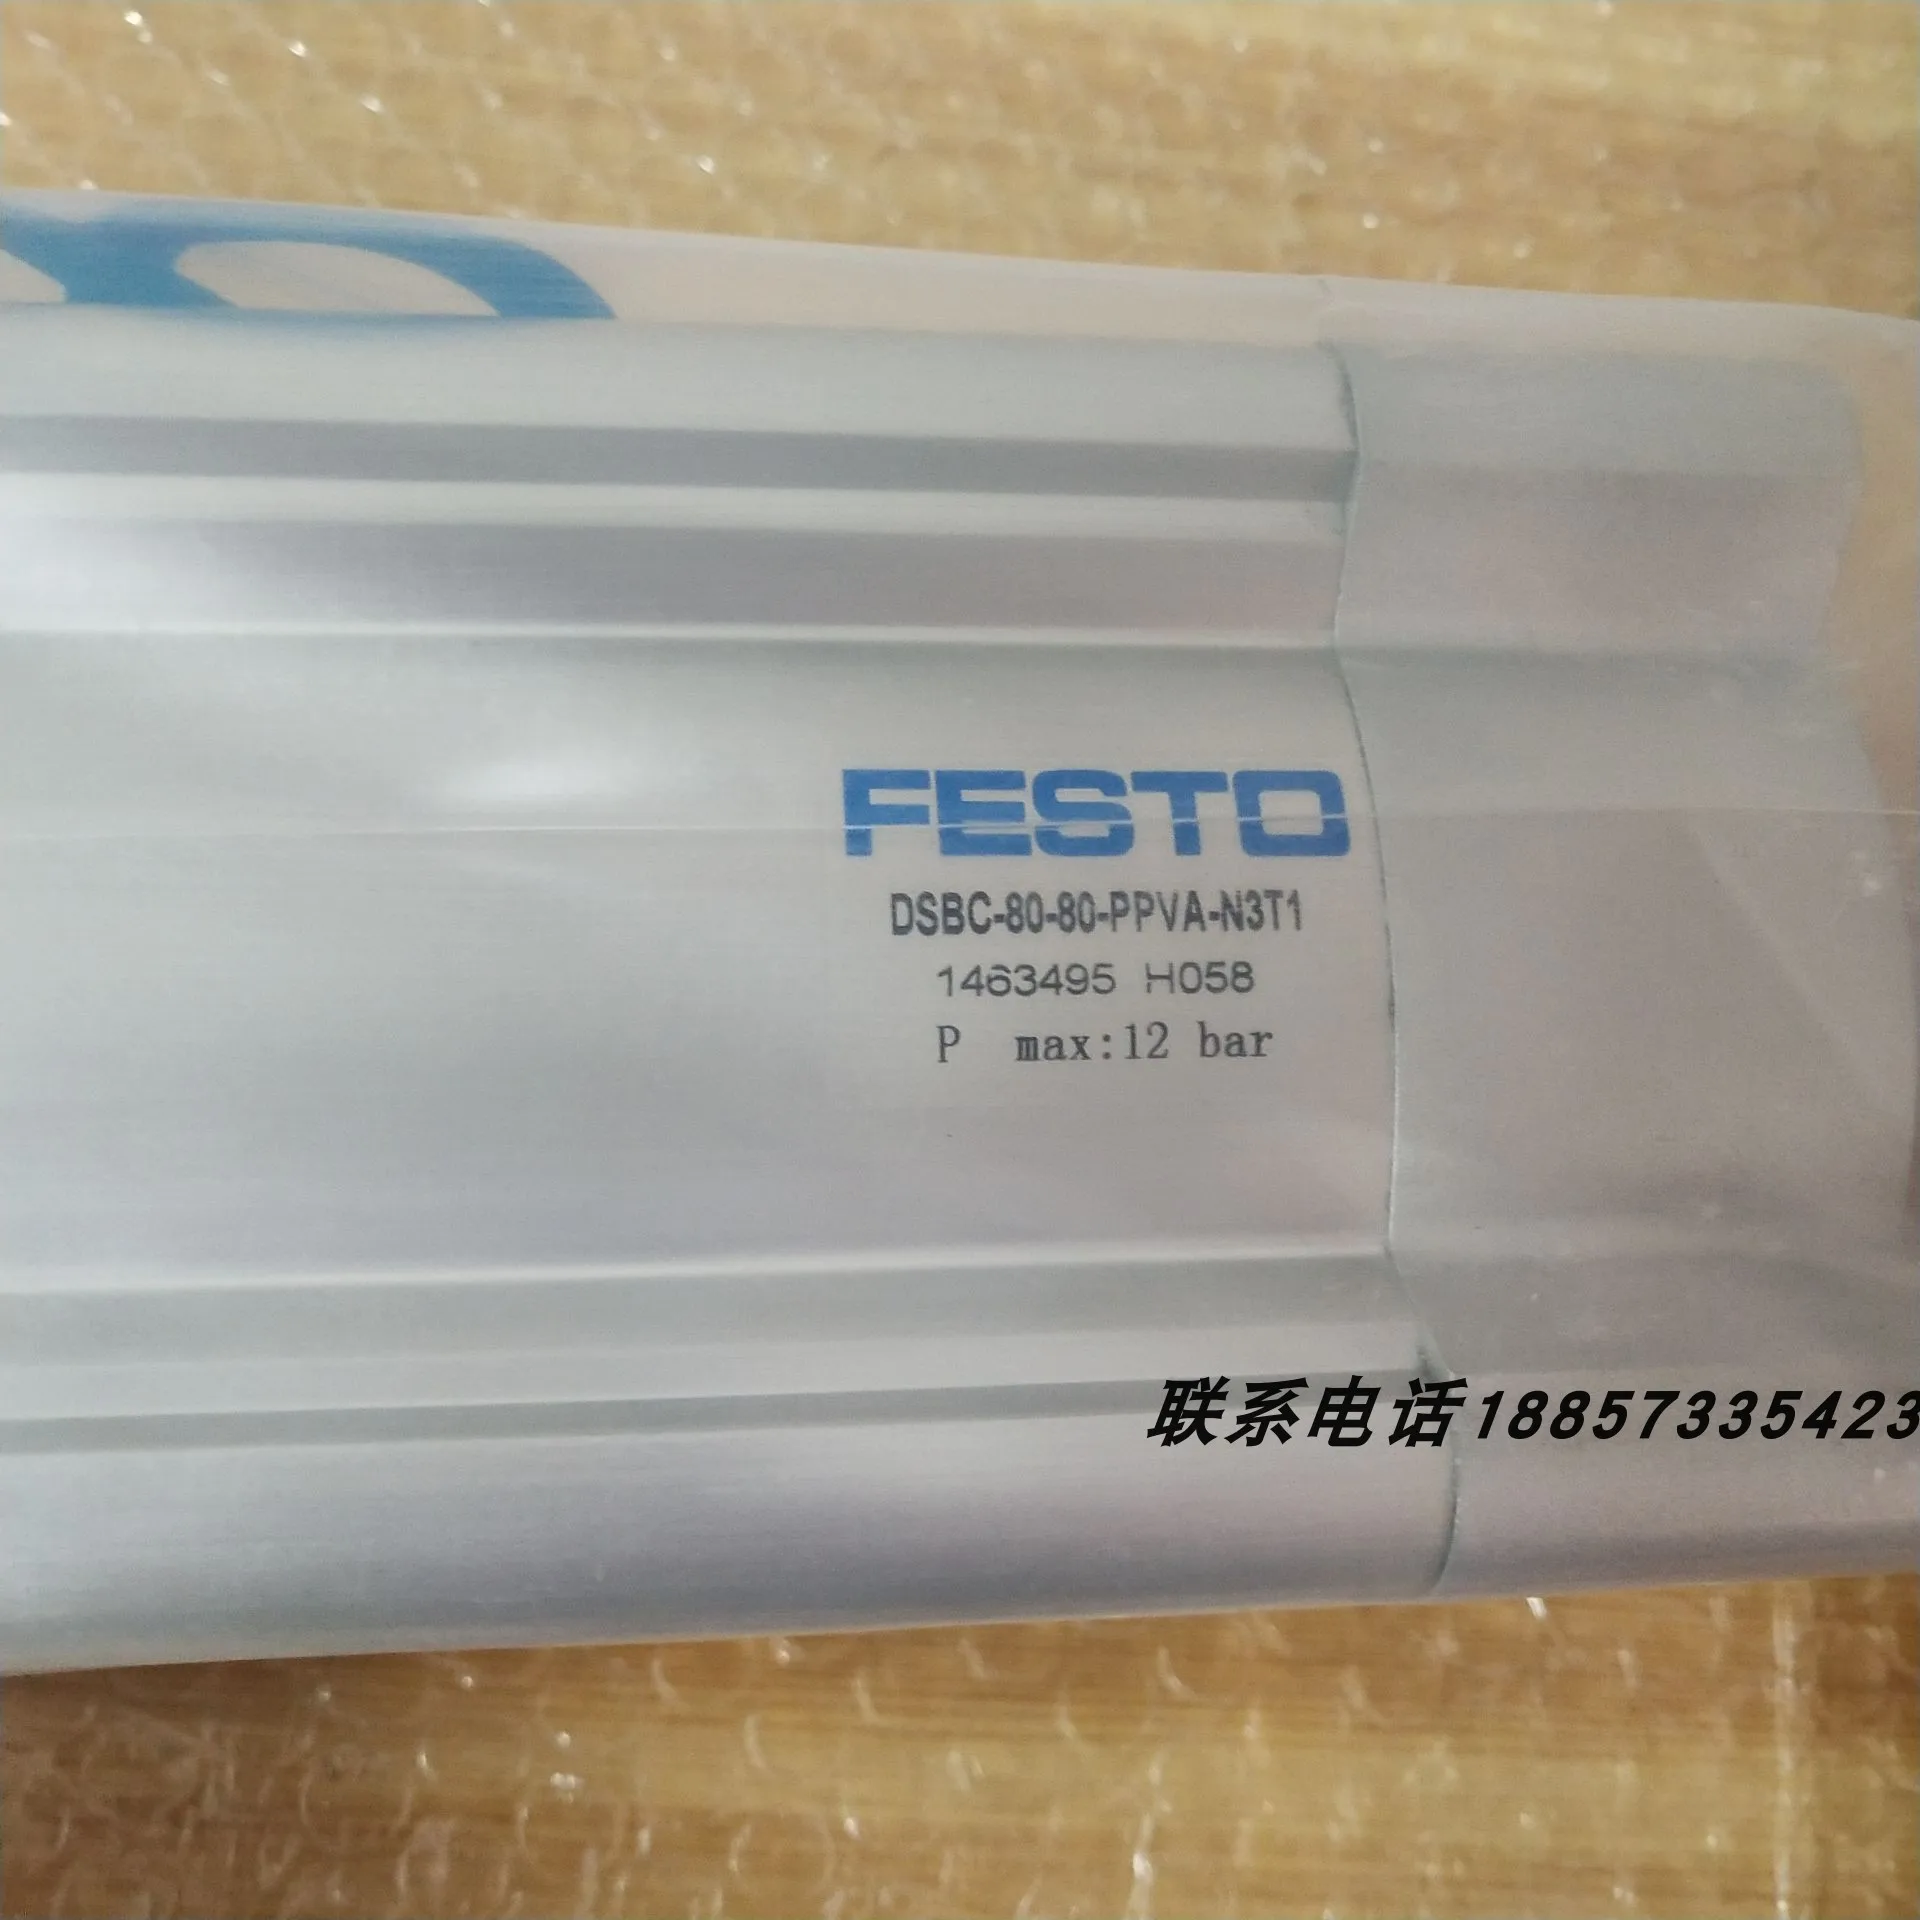 FESTO
DSBC-80-80-PPVA-N3T1
1463495 H058
P max:12 bar
联系电话18857335423